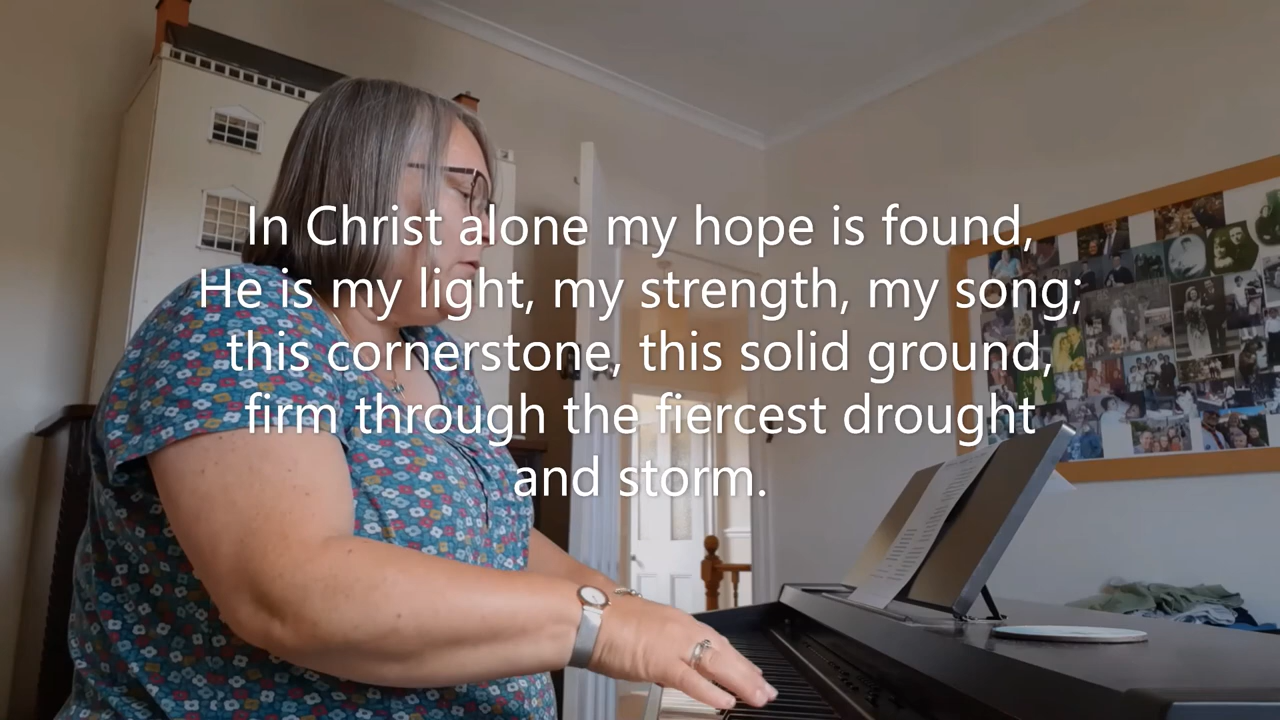 In Christ alone my hope is found,
He is my light, my strength, my song;
this cornerstone, this solid ground,
firm through the fiercest drought
and storm.